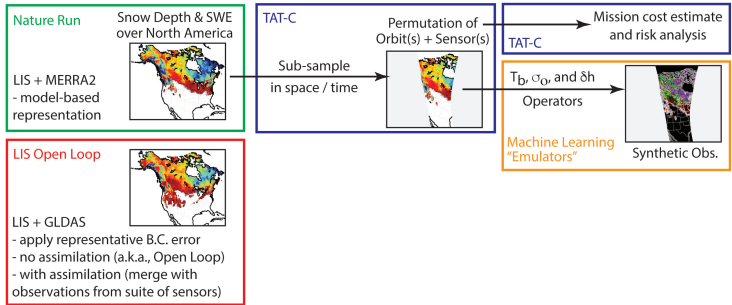 Nature Run
Snow Depth & SWE
over North America
LIS + MERRA2
- model-based
representation
TAT-C
Sub-sample
in space / time
Permutation of
Orbit(s) + Sensor(s)
Mission cost estimate
and risk analysis
TAT-C
Tb, σo, and δh
Operators
Machine Learning
"Emulators"
Synthetic Obs.
LIS Open Loop
LIS + GLDAS
- apply representative B.C. error
- no assimilation (a.k.a., Open Loop)
- with assimilation (merge with
observations from suite of sensors)